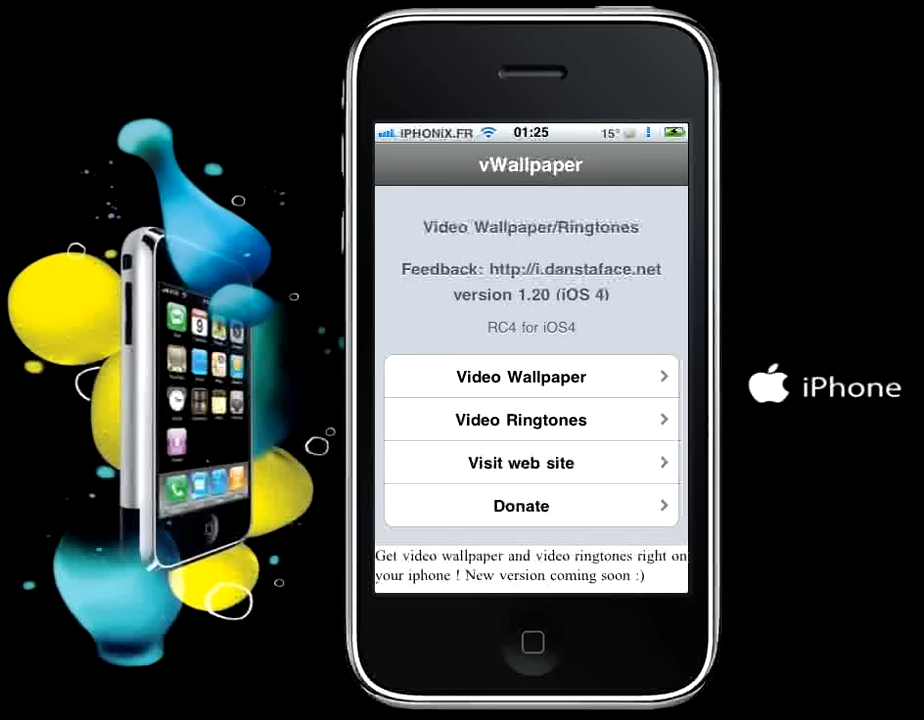 iPHONiX.FR 01:25 15°
vWallpaper
Video Wallpaper/Ringtones
Feedback: http://i.danstaface.net
version 1.20 (iOS 4)
RC4 for iOS4
Video Wallpaper
Video Ringtones
Visit web site
Donate
Get video wallpaper and video ringtones right on
your iphone ! New version coming soon :)
9
iPhone